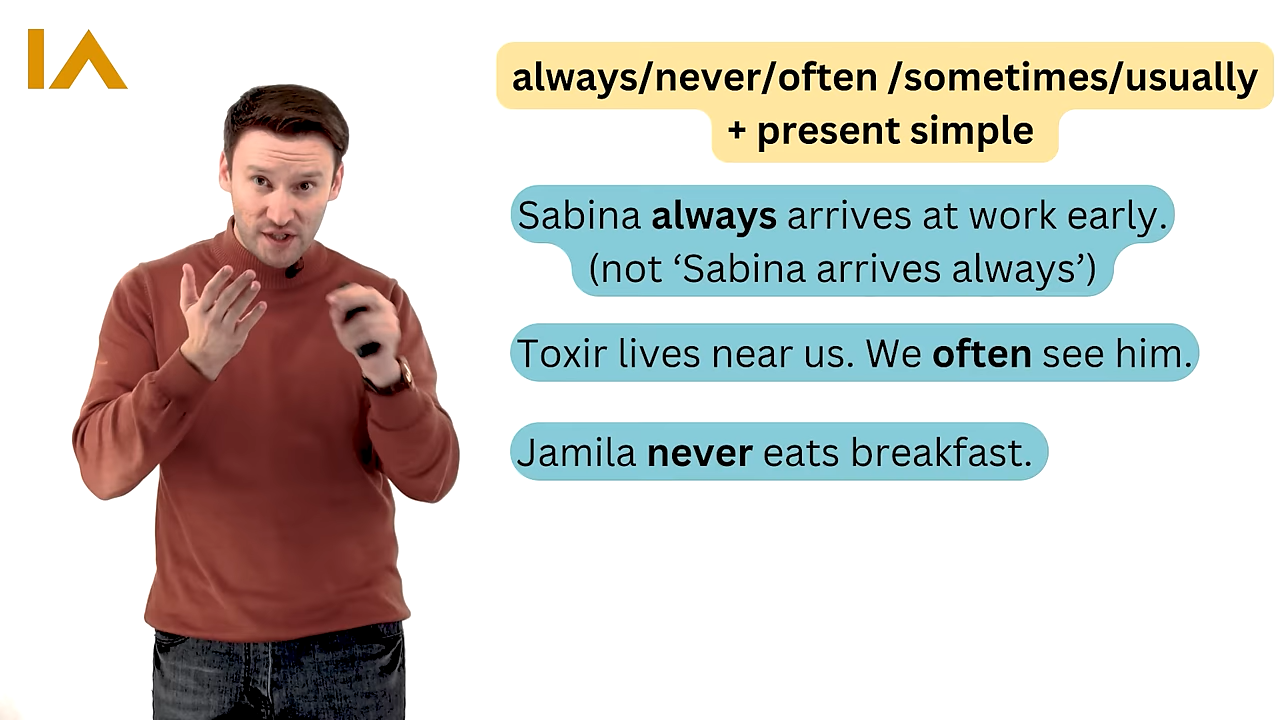 IA
always/never/often /sometimes/usually
+ present simple
Sabina always arrives at work early.
(not ‘Sabina arrives always’)
Toxir lives near us. We often see him.
Jamila never eats breakfast.